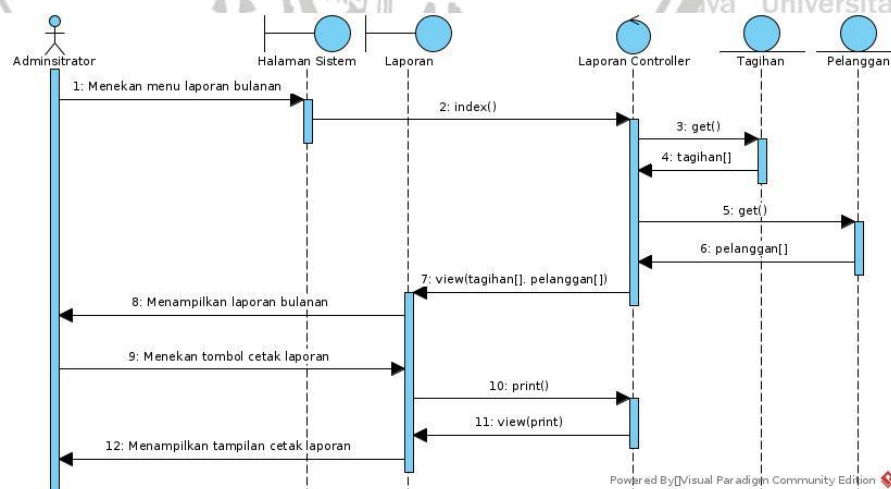 ava Universita
Adminsitrator
Halaman Sistem
Laporan
Laporan Controller
Tagihan
Pelanggan
1: Menekan menu laporan bulanan
2: index()
3: get()
4: tagihan[]
5: get()
6: pelanggan[]
7: view(tagihan[]. pelanggan[])
8: Menampilkan laporan bulanan
9: Menekan tombol cetak laporan
10: print()
11: view(print)
12: Menampilkan tampilan cetak laporan
Powered By▯Visual Paradigm Community Edition